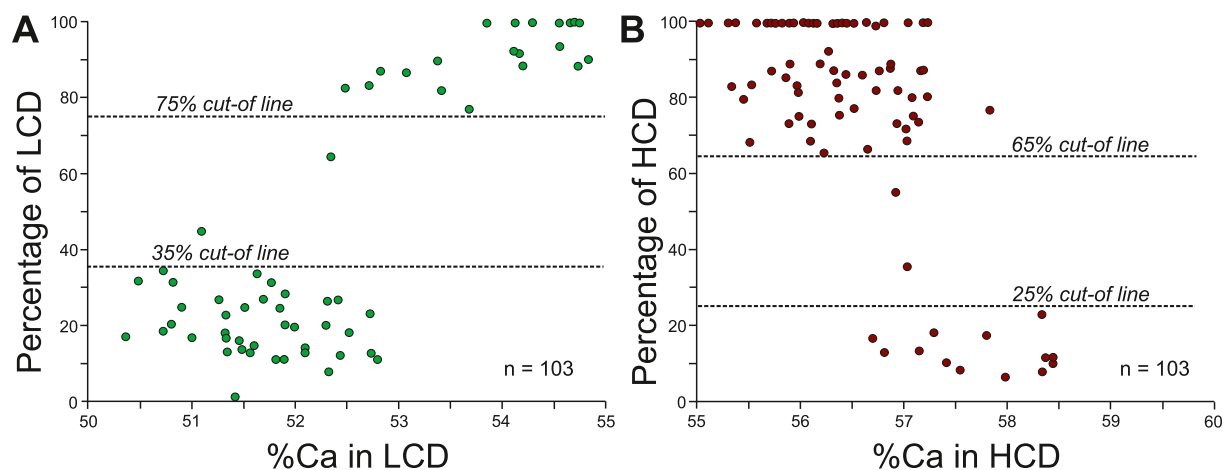 A
Percentage of LCD
100
80
60
40
20
0
75% cut-of line
35% cut-of line
n = 103
50 51 52 53 54 55
%Ca in LCD
B
Percentage of HCD
100
80
60
40
20
0
65% cut-of line
25% cut-of line
n = 103
55 56 57 58 59 60
%Ca in HCD